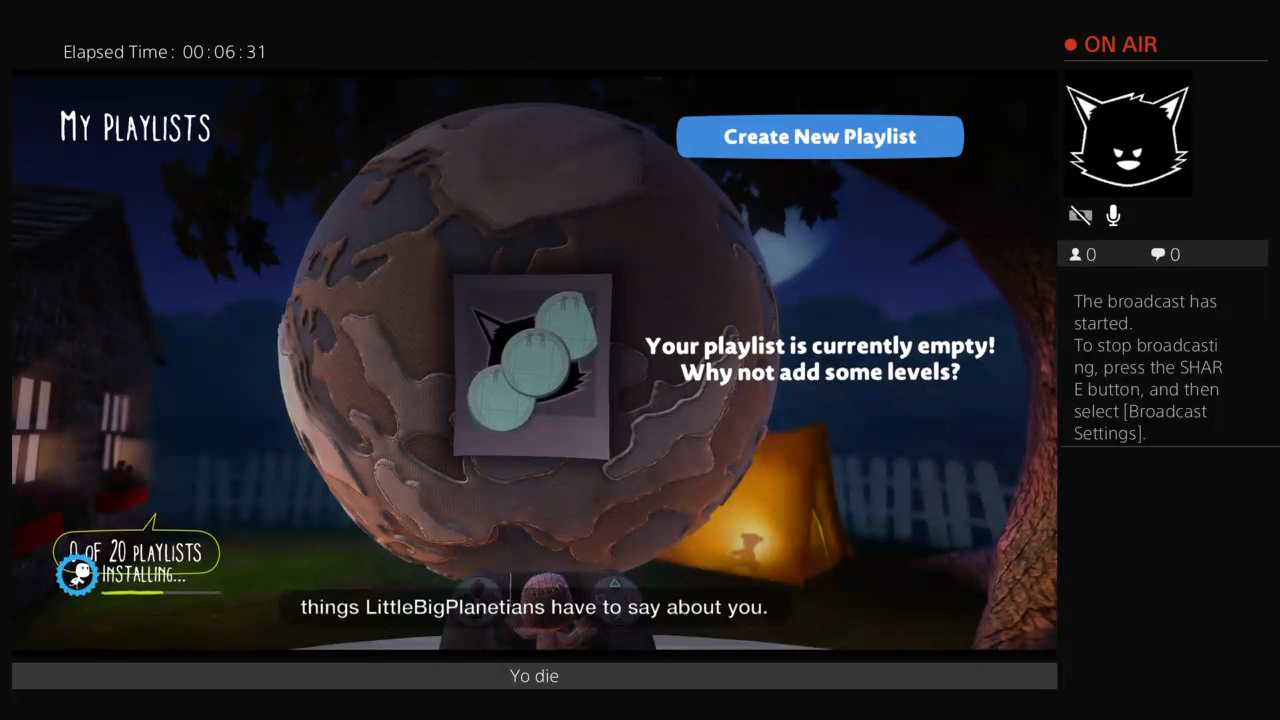 Elapsed Time: 00:06:31
ON AIR
MY PLAYLISTS
Create New Playlist
0
0
Your playlist is currently empty!
Why not add some levels?
The broadcast has
started.
To stop broadcasti
ng, press the SHAR
E button, and then
select [Broadcast
Settings].
0 OF 20 PLAYLISTS
INSTALLING...
things LittleBigPlanetians have to say about you.
Yo die